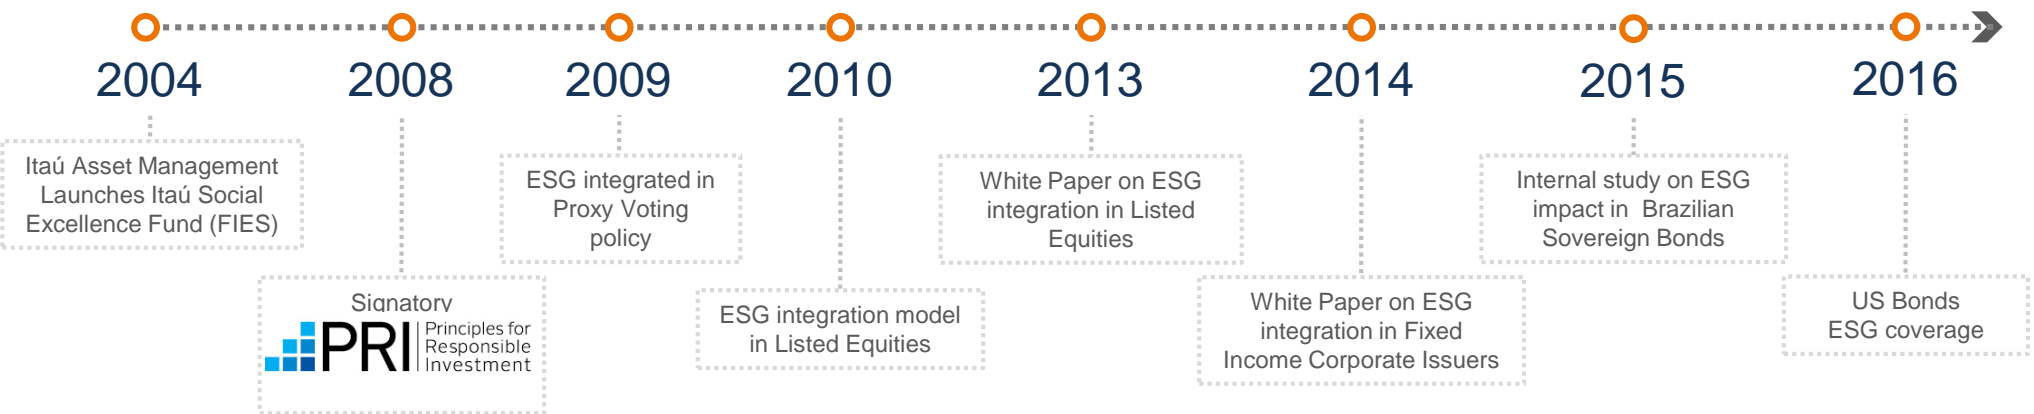 2004
2008
2009
2010
2013
2014
2015
2016
Itaú Asset Management
Launches Itaú Social
Excellence Fund (FIES)
Signatory
PRI
Principles for
Responsible
Investment
ESG integrated in
Proxy Voting
policy
ESG integration model
in Listed Equities
White Paper on ESG
integration in Listed
Equities
White Paper on ESG
integration in Fixed
Income Corporate Issuers
Internal study on ESG
impact in Brazilian
Sovereign Bonds
US Bonds
ESG coverage